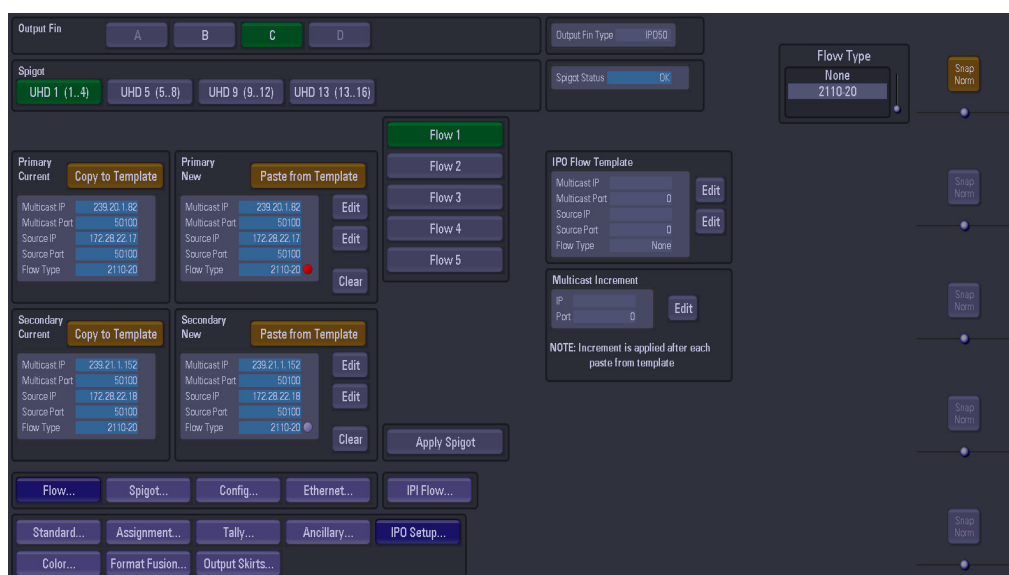 Output Fin
A B C D
Output Fin Type IPO50
Spigot
UHD 1 (1..4) UHD 5 (5..8) UHD 9 (9..12) UHD 13 (13..16)
Spigot Status OK
Flow Type
None
2110-20
Snap Norm
Flow 1
Flow 2
Flow 3
Flow 4
Flow 5
Primary Current
Copy to Template
Multicast IP 239.20.1.82
Multicast Port 50100
Source IP 172.28.22.17
Source Port 50100
Flow Type 2110-20
Primary New
Paste from Template
Multicast IP 239.20.1.82
Multicast Port 50100
Source IP 172.28.22.17
Source Port 50100
Flow Type 2110-20
Edit
Edit
Clear
IPO Flow Template
Multicast IP
Multicast Port 0
Source IP
Source Port 0
Flow Type None
Edit
Edit
Snap Norm
Multicast Increment
IP
Port 0
Edit
NOTE: Increment is applied after each
paste from template
Snap Norm
Secondary Current
Copy to Template
Multicast IP 239.21.1.152
Multicast Port 50100
Source IP 172.28.22.18
Source Port 50100
Flow Type 2110-20
Secondary New
Paste from Template
Multicast IP 239.21.1.152
Multicast Port 50100
Source IP 172.28.22.18
Source Port 50100
Flow Type 2110-20
Edit
Edit
Clear
Apply Spigot
Snap Norm
Flow... Spigot... Config... Ethernet... IPI Flow...
Standard... Assignment... Tally... Ancillary... IPO Setup...
Color... Format Fusion... Output Skirts...
Snap Norm